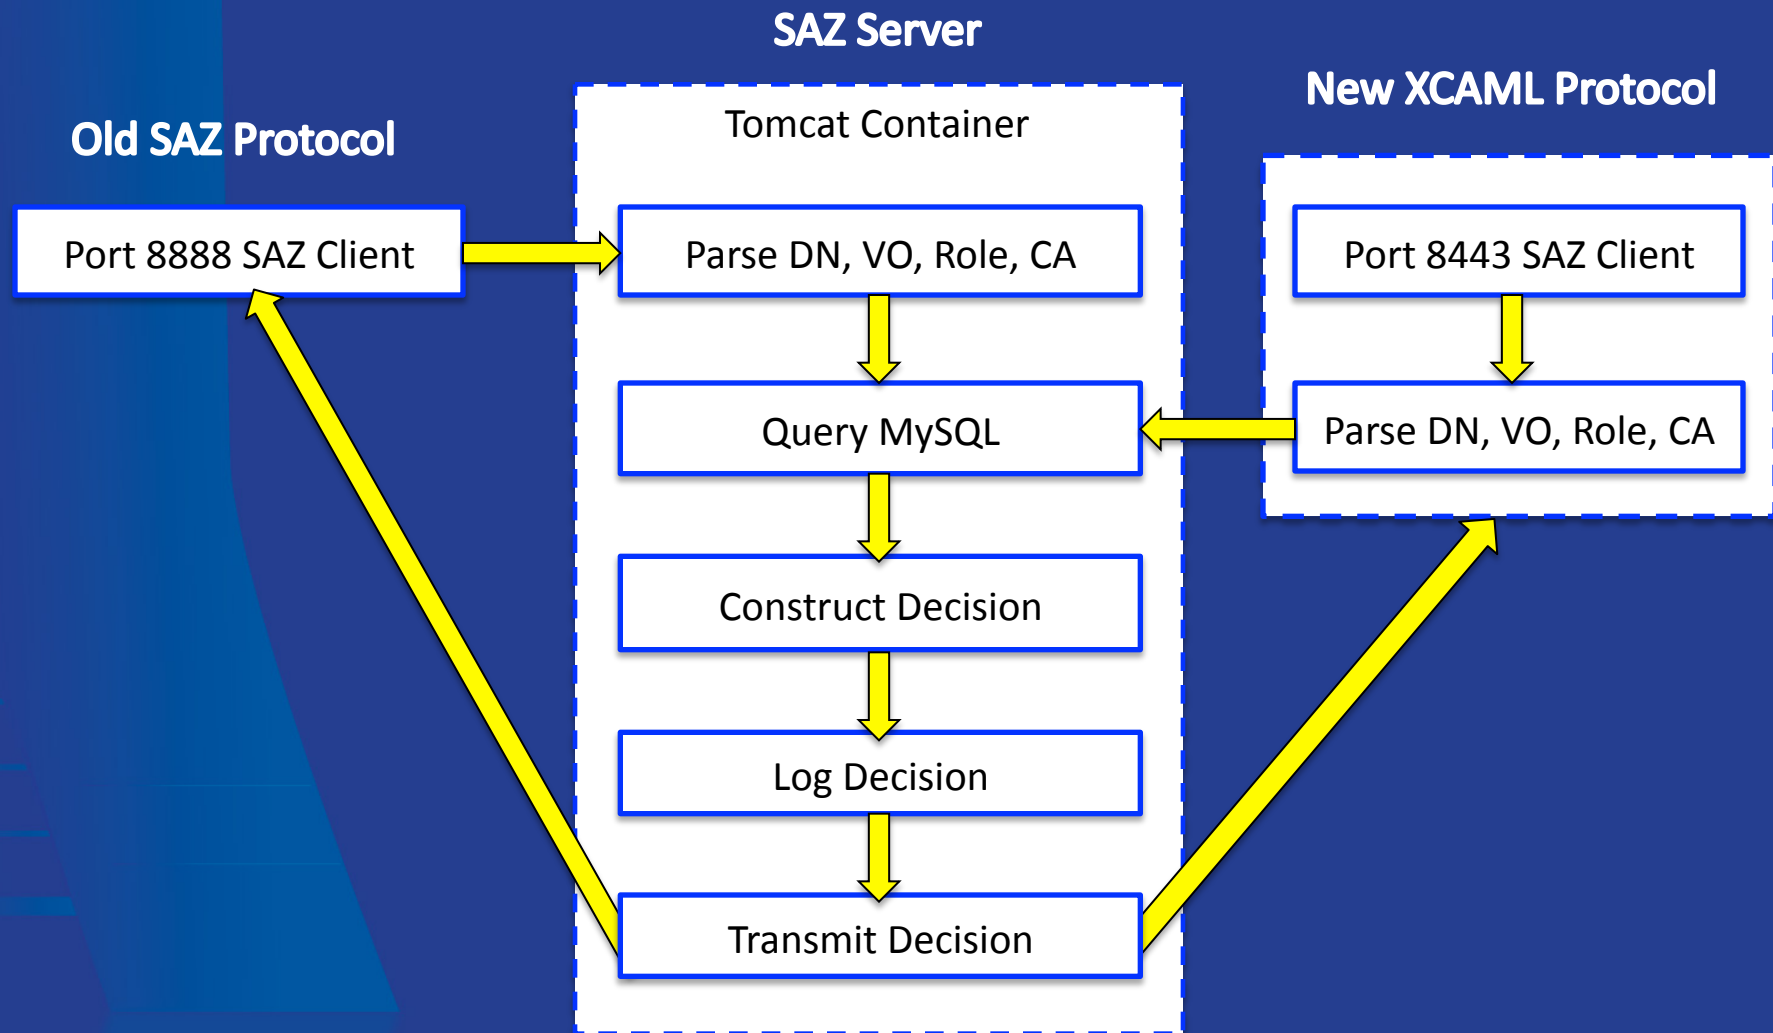 SAZ Server
New XCAML Protocol
Old SAZ Protocol
Tomcat Container
Port 8888 SAZ Client
Parse DN, VO, Role, CA
Port 8443 SAZ Client
Query MySQL
Parse DN, VO, Role, CA
Construct Decision
Log Decision
Transmit Decision